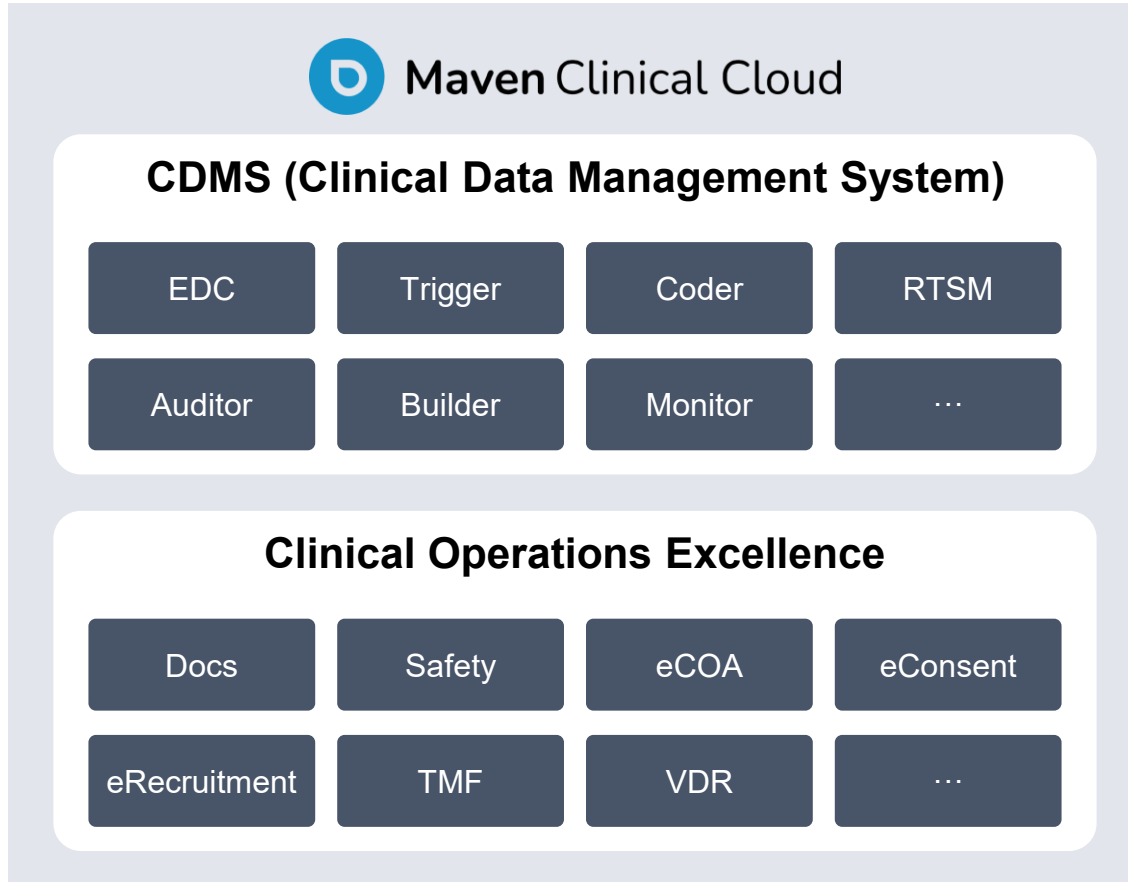 Maven Clinical Cloud
CDMS (Clinical Data Management System)
EDC Trigger Coder RTSM
Auditor Builder Monitor ...
Clinical Operations Excellence
Docs Safety eCOA eConsent
eRecruitment TMF VDR ...